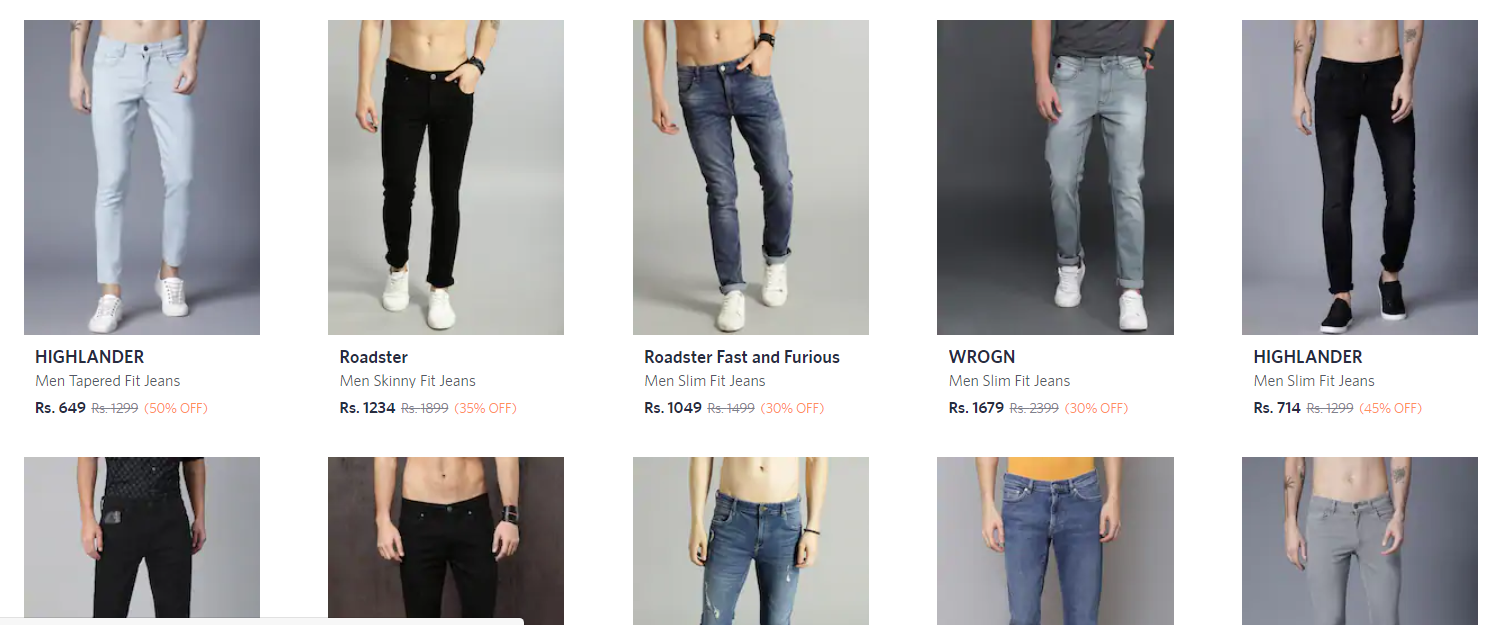 HIGHLANDER
Men Tapered Fit Jeans
Rs. 649 Rs. 1299 (50% OFF)
Roadster
Men Skinny Fit Jeans
Rs. 1234 Rs. 1899 (35% OFF)
Roadster Fast and Furious
Men Slim Fit Jeans
Rs. 1049 Rs. 1499 (30% OFF)
WROGN
Men Slim Fit Jeans
Rs. 1679 Rs. 2399 (30% OFF)
HIGHLANDER
Men Slim Fit Jeans
Rs. 714 Rs. 1299 (45% OFF)